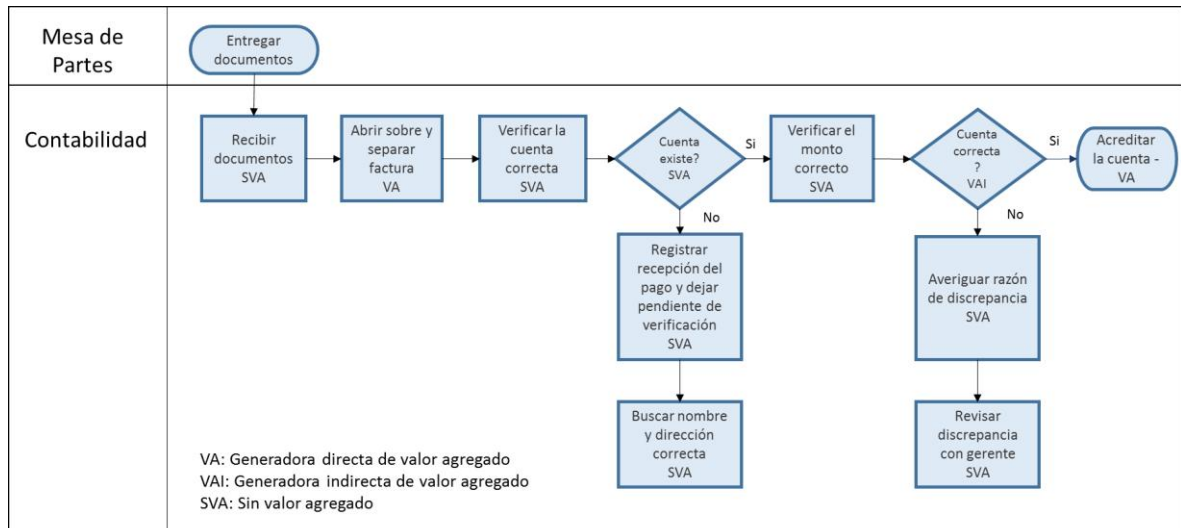 Mesa de
Partes
Entregar
documentos
Contabilidad
Recibir
documentos
SVA
Abrir sobre y
separar
factura
VA
Verificar la
cuenta
correcta
SVA
Cuenta
existe?
SVA
Si
Verificar el
monto
correcto
SVA
Cuenta
correcta
?
VAI
Si
Acreditar
la cuenta -
VA
No
Registrar
recepción del
pago y dejar
pendiente de
verificación
SVA
No
Averiguar razón
de discrepancia
SVA
Buscar nombre
y dirección
correcta
SVA
Revisar
discrepancia
con gerente
SVA
VA: Generadora directa de valor agregado
VAI: Generadora indirecta de valor agregado
SVA: Sin valor agregado